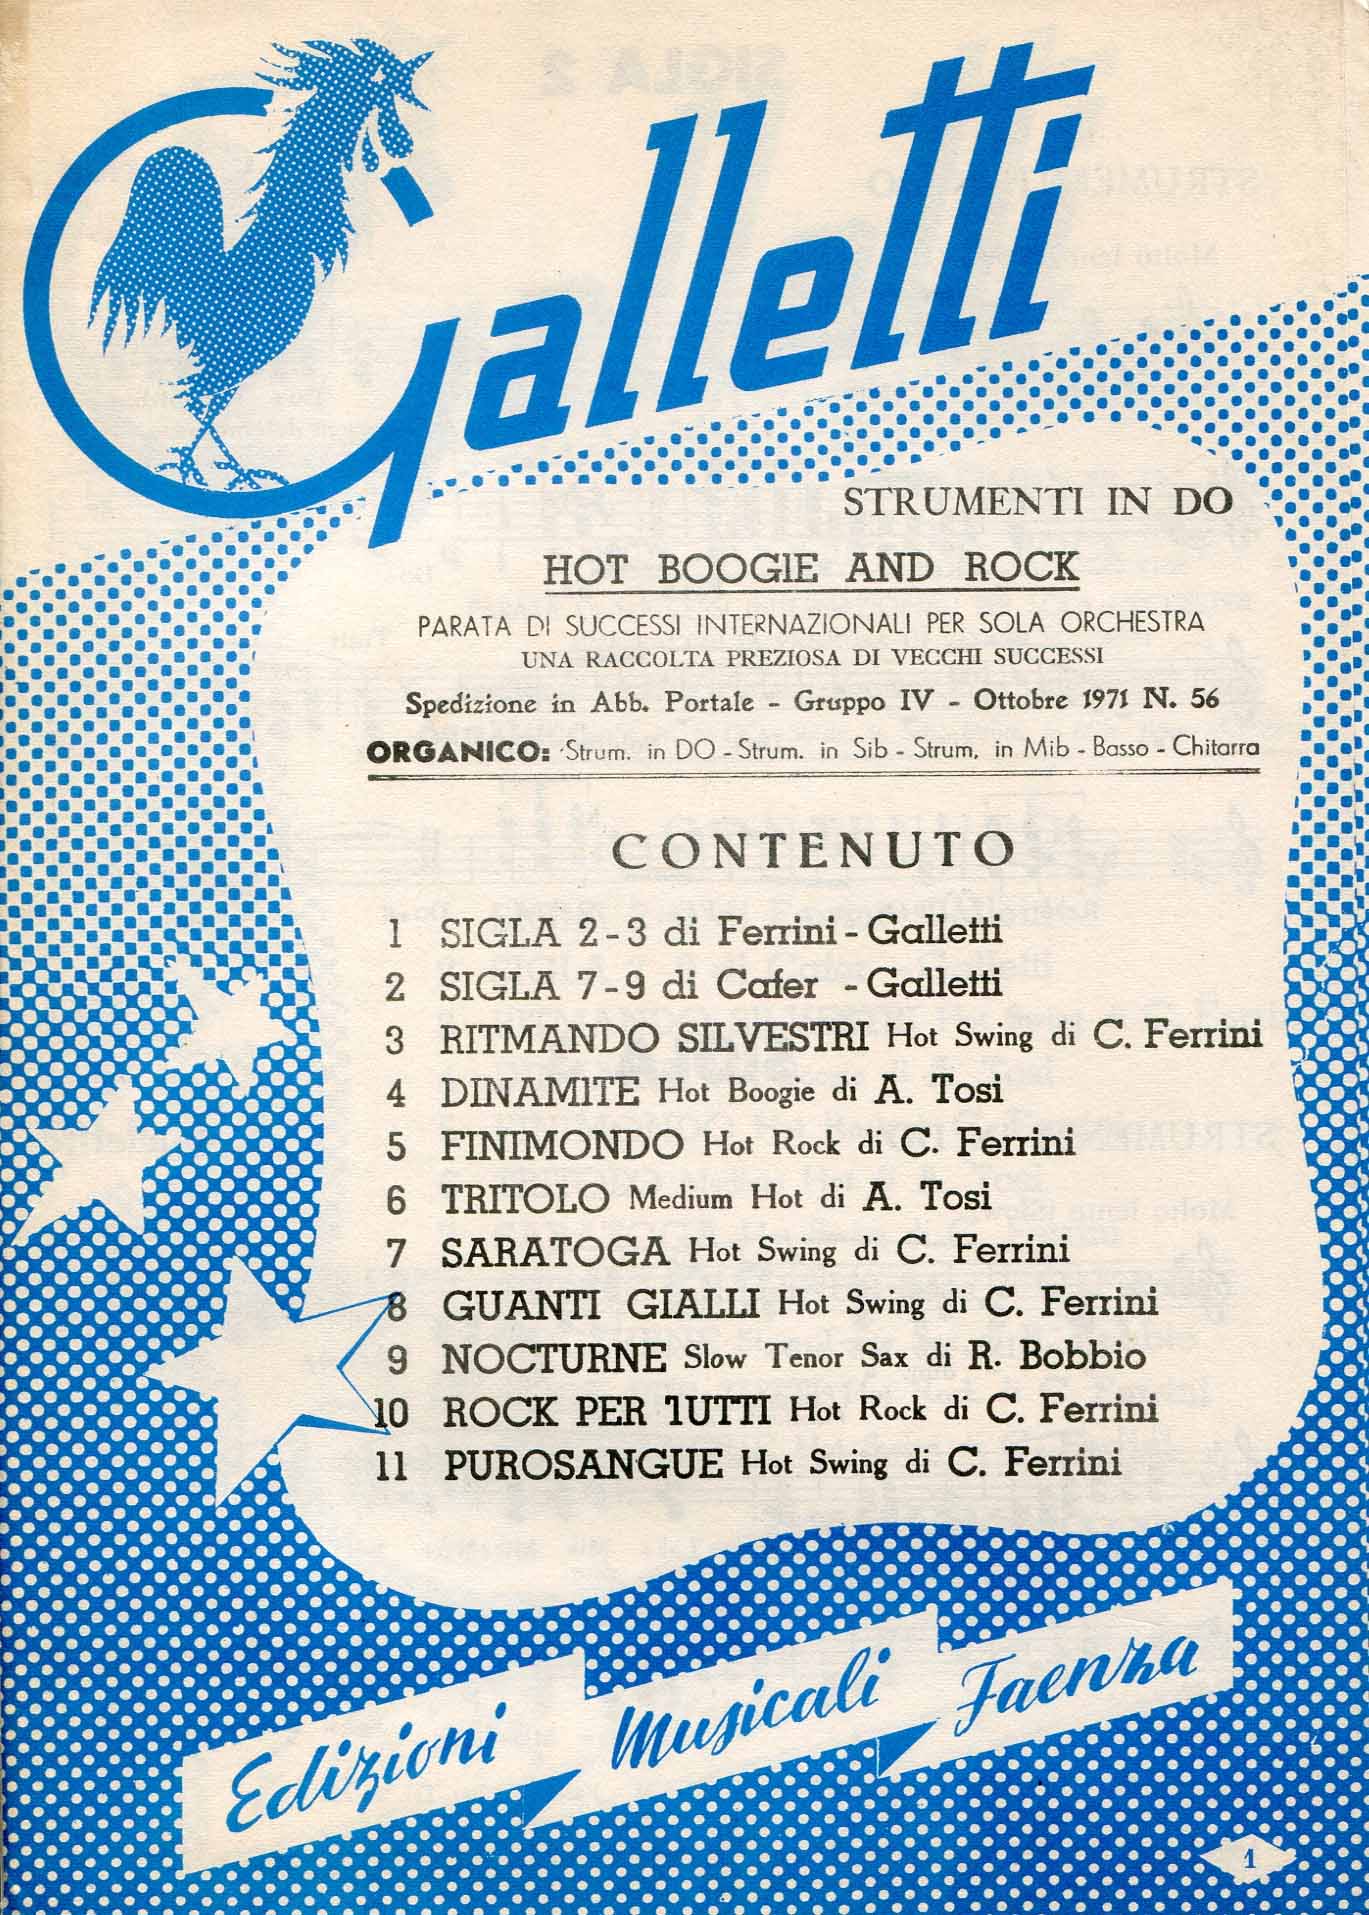 Galletti
STRUMENTI IN DO
HOT BOOGIE AND ROCK
PARATA DI SUCCESSI INTERNAZIONALI PER SOLA ORCHESTRA
UNA RACCOLTA PREZIOSA DI VECCHI SUCCESSI
Spedizione in Abb. Portale - Gruppo IV - Ottobre 1971 N. 56
ORGANICO: Strum. in DO - Strum. in Sib - Strum. in Mib - Basso - Chitarra
CONTENUTO
1 SIGLA 2-3 di Ferrini - Galletti
2 SIGLA 7-9 di Cafer - Galletti
3 RITMANDO SILVESTRI Hot Swing di C. Ferrini
4 DINAMITE Hot Boogie di A. Tosi
5 FINIMONDO Hot Rock di C. Ferrini
6 TRITOLO Medium Hot di A. Tosi
7 SARATOGA Hot Swing di C. Ferrini
8 GUANTI GIALLI Hot Swing di C. Ferrini
9 NOCTURNE Slow Tenor Sax di R. Bobbio
10 ROCK PER TUTTI Hot Rock di C. Ferrini
11 PUROSANGUE Hot Swing di C. Ferrini
Edizioni Musicali Faenza
1